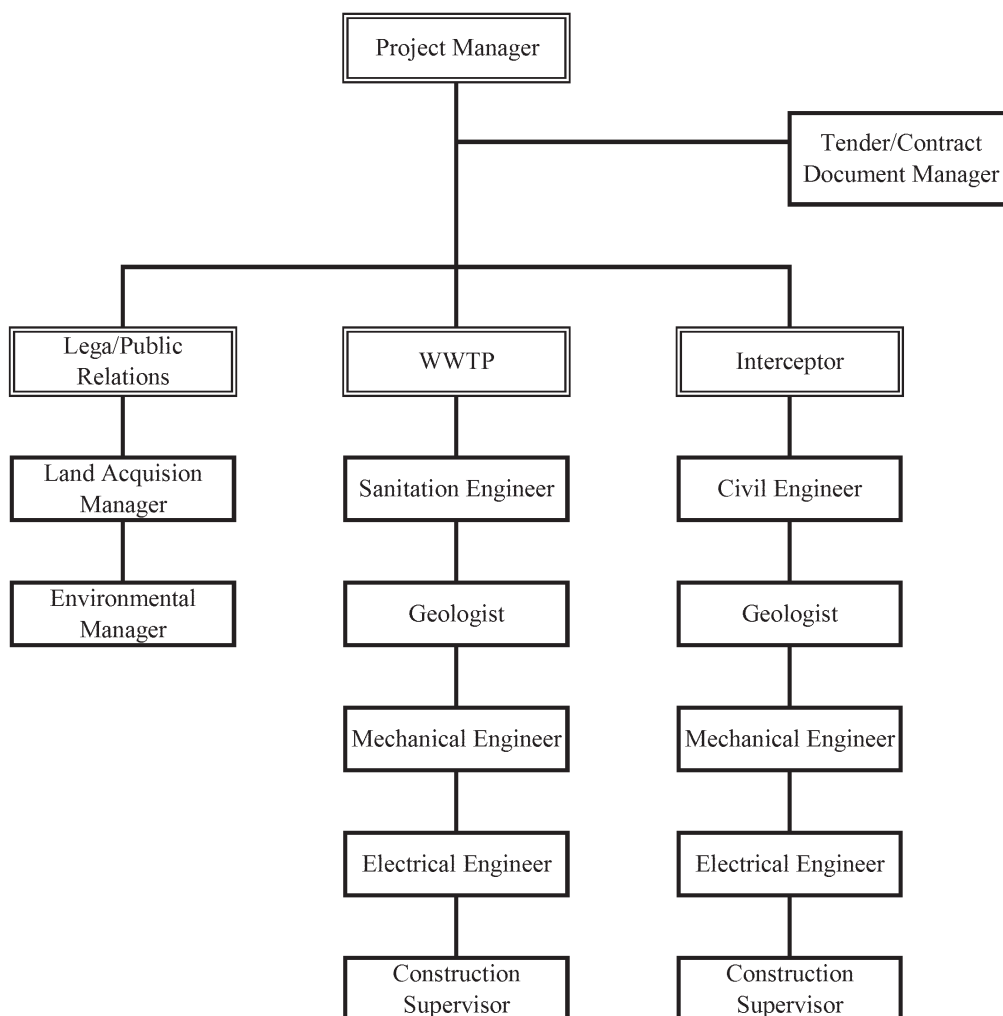 Project Manager
Tender/Contract
Document Manager
Lega/Public
Relations
WWTP
Interceptor
Land Acquision
Manager
Sanitation Engineer
Civil Engineer
Environmental
Manager
Geologist
Geologist
Mechanical Engineer
Mechanical Engineer
Electrical Engineer
Electrical Engineer
Construction
Supervisor
Construction
Supervisor